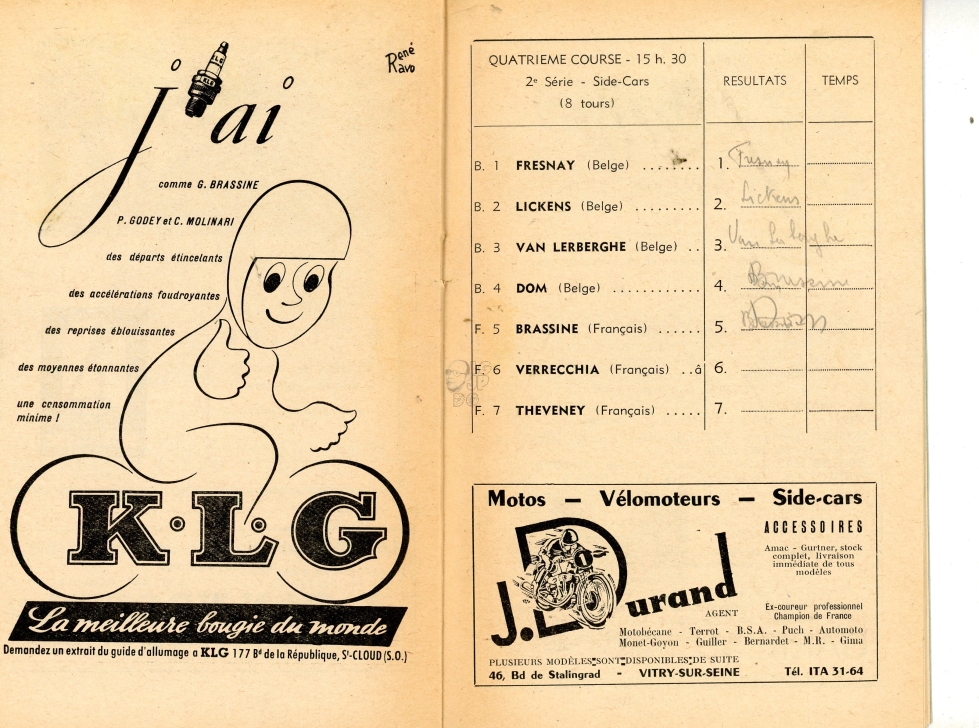 René
Ravo
j'ai
comme G. BRASSINE
P. GODEY et C. MOLINARI
des départs étincelants
des accélérations foudroyantes
des reprises éblouissantes
des moyennes étonnantes
une consommation
minime !
K·L·G
La meilleure bougie du monde
Demandez un extrait du guide d'allumage a KLG 177 Bd de la République, St-CLOUD (S.O.)
QUATRIEME COURSE - 15 h. 30
2e Série - Side-Cars
(8 tours)
RESULTATS
TEMPS
B. 1 FRESNAY (Belge) ........ 1. Fresnay
B. 2 LICKENS (Belge) ......... 2. Lickens
B. 3 VAN LERBERGHE (Belge) .. 3. Van
B. 4 DOM (Belge) ............ 4.
F. 5 BRASSINE (Français) ...... 5.
F. 6 VERRECCHIA (Français) ..â 6.
F. 7 THEVENEY (Français) ..... 7.
Motos — Vélomoteurs — Side-cars
J. Durand
ACCESSOIRES
Amac - Gurtner, stock
complet, livraison
immédiate de tous
modèles
AGENT
Ex-coureur professionnel
Champion de France
Motobécane - Terrot - B.S.A. - Puch - Automoto
Monet-Goyon - Guiller - Bernardet - M.R. - Gima
PLUSIEURS MODÈLES SONT DISPONIBLES DE SUITE
46, Bd de Stalingrad - VITRY-SUR-SEINE Tél. ITA 31-64